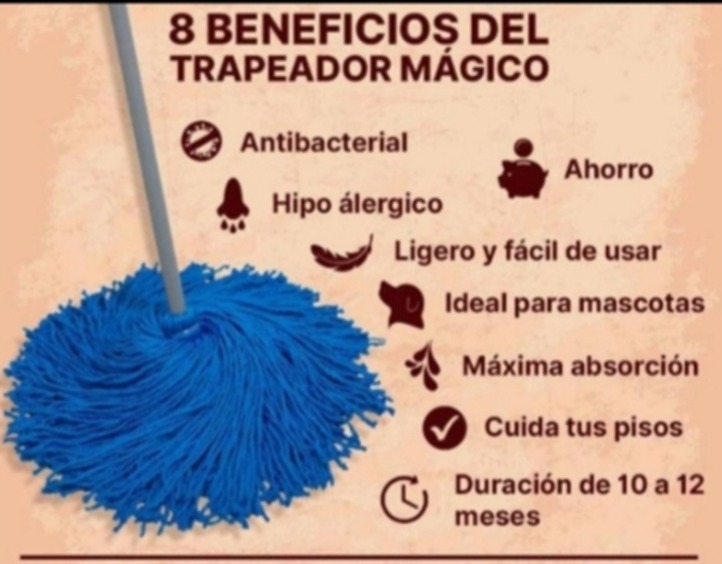 8 BENEFICIOS DEL
TRAPEADOR MÁGICO
Antibacterial
Ahorro
Hipo álergico
Ligero y fácil de usar
Ideal para mascotas
Máxima absorción
Cuida tus pisos
Duración de 10 a 12
meses